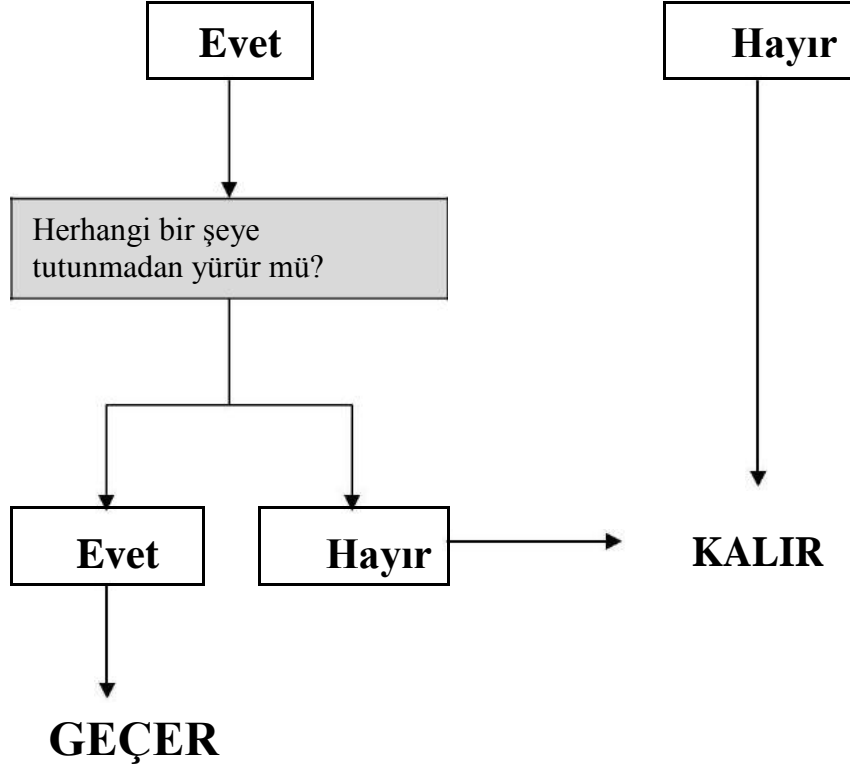 Evet
Hayır
Herhangi bir şeye
tutunmadan yürür mü?
Evet
Hayır
KALIR
GEÇER